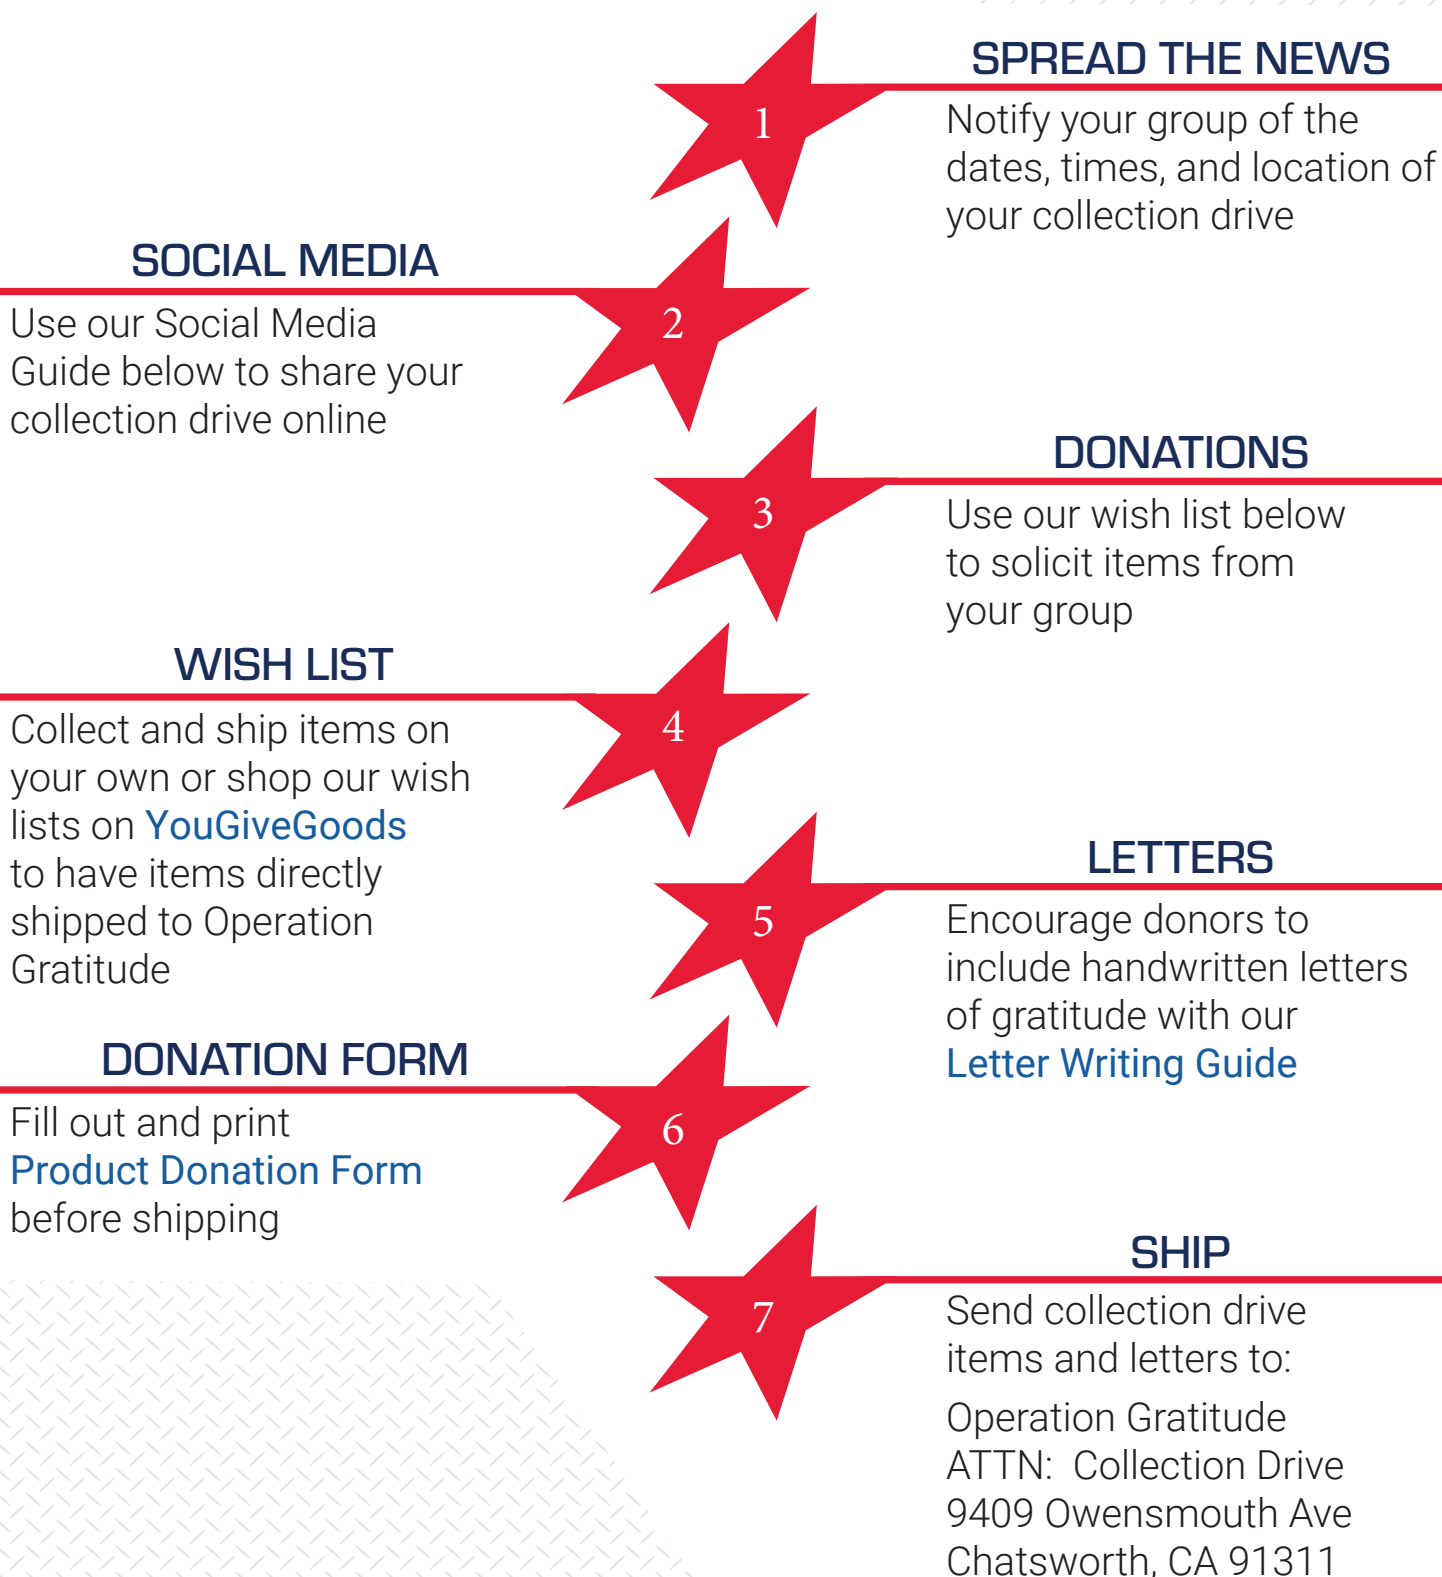 1
SPREAD THE NEWS
Notify your group of the
dates, times, and location of
your collection drive
2
SOCIAL MEDIA
Use our Social Media
Guide below to share your
collection drive online
3
DONATIONS
Use our wish list below
to solicit items from
your group
4
WISH LIST
Collect and ship items on
your own or shop our wish
lists on YouGiveGoods
to have items directly
shipped to Operation
Gratitude
5
LETTERS
Encourage donors to
include handwritten letters
of gratitude with our
Letter Writing Guide
6
DONATION FORM
Fill out and print
Product Donation Form
before shipping
7
SHIP
Send collection drive
items and letters to:
Operation Gratitude
ATTN:  Collection Drive
9409 Owensmouth Ave
Chatsworth, CA 91311